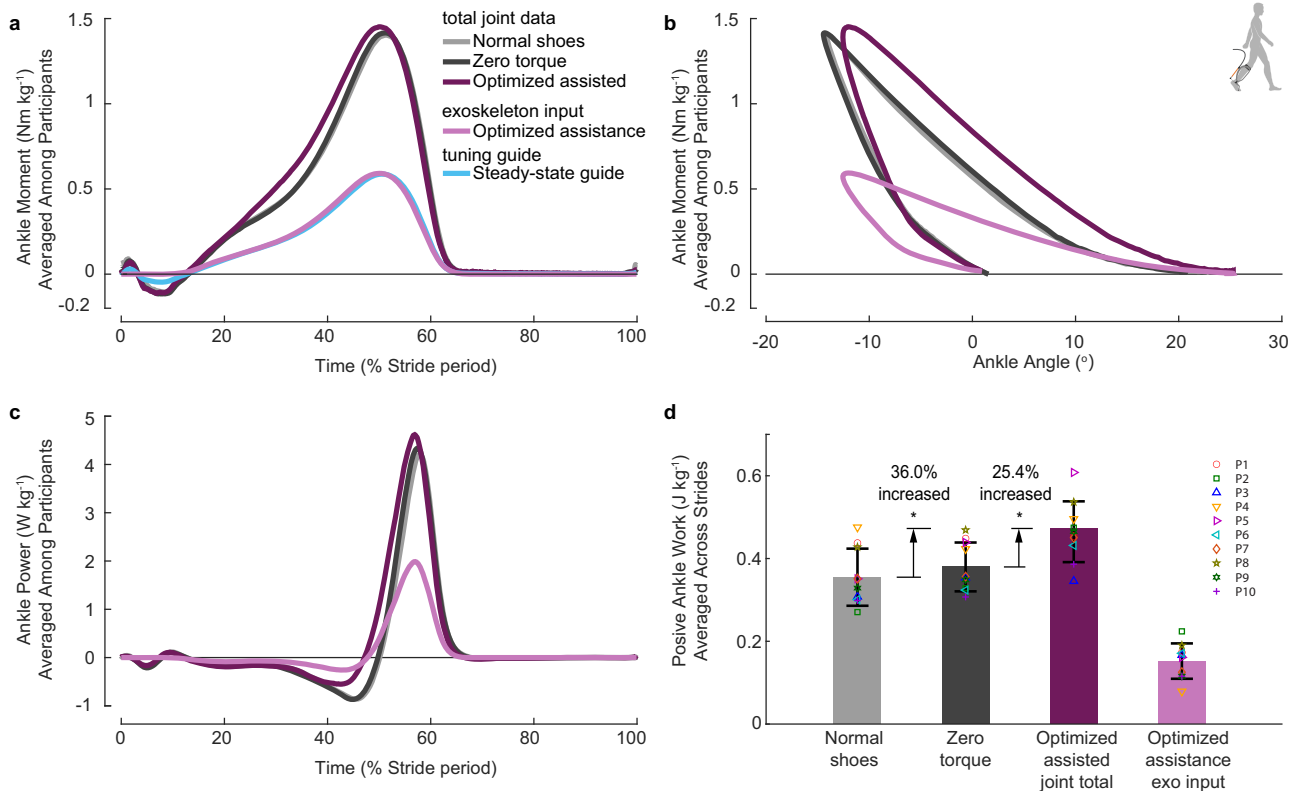 a
Ankle Moment (Nm kg-1)
Averaged Among Participants
1.5
1
0.5
0
-0.2
0 20 40 60 80 100
Time (% Stride period)
total joint data
Normal shoes
Zero torque
Optimized assisted
exoskeleton input
Optimized assistance
tuning guide
Steady-state guide
b
Ankle Moment (Nm kg-1)
Averaged Among Participants
1.5
1
0.5
0
-0.2
-20 -10 0 10 20 30
Ankle Angle (o)
c
Ankle Power (W kg-1)
Averaged Among Participants
5
4
3
2
1
0
-1
0 20 40 60 80 100
Time (% Stride period)
d
Posive Ankle Work (J kg-1)
Averaged Across Strides
0.6
0.4
0.2
0
36.0%
increased
*
25.4%
increased
*
P1
P2
P3
P4
P5
P6
P7
P8
P9
P10
Normal
shoes
Zero
torque
Optimized
assisted
joint total
Optimized
assistance
exo input